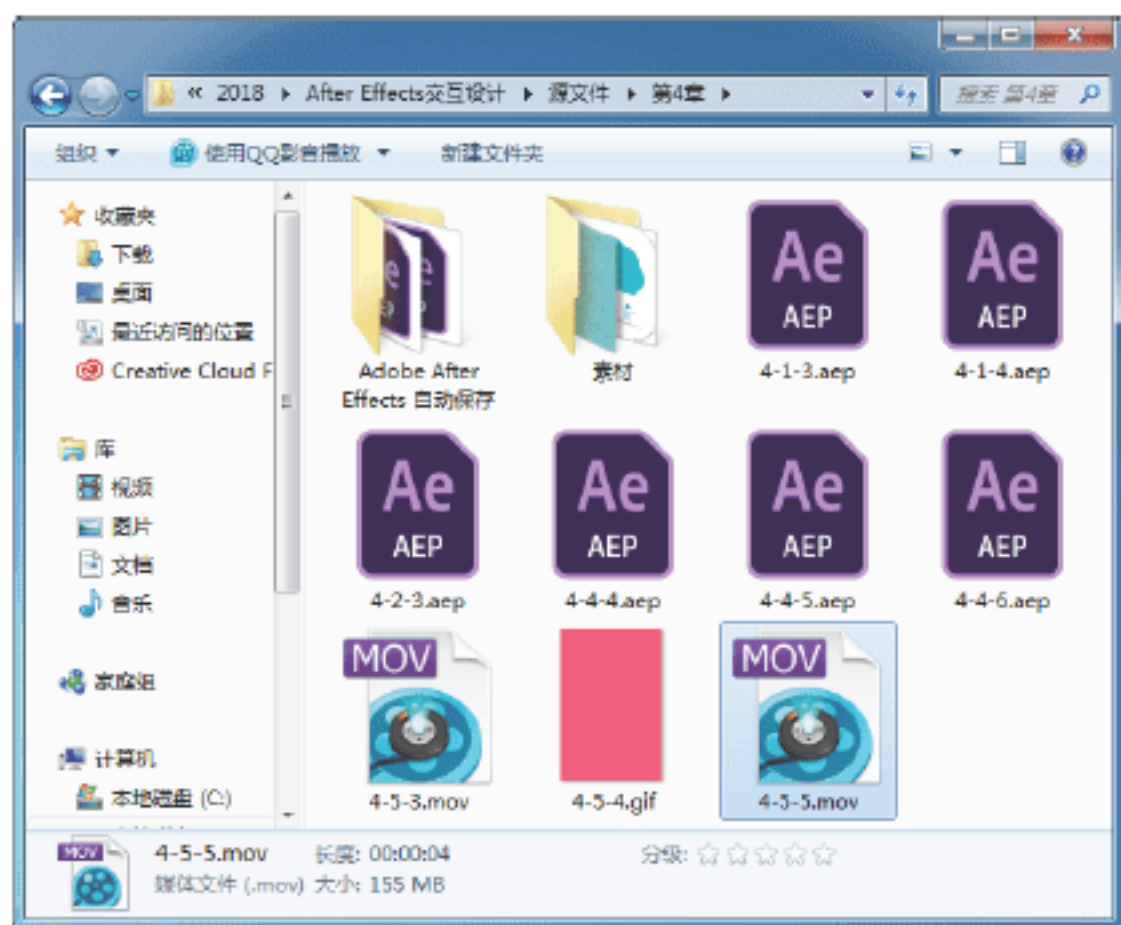 « 2018 ▸ After Effects交互设计 ▸ 源文件 ▸ 第4章 ▸
搜索 第4章
组织 使用QQ影音播放 新建文件夹
收藏夹
下载
桌面
最近访问的位置
Creative Cloud F
库
视频
图片
文档
音乐
家庭组
计算机
本地磁盘 (C:)
Adobe After
Effects 自动保存
素材
Ae
AEP
4-1-3.aep
Ae
AEP
4-1-4.aep
Ae
AEP
4-2-3.aep
Ae
AEP
4-4-4.aep
Ae
AEP
4-4-5.aep
Ae
AEP
4-4-6.aep
MOV
4-5-3.mov
4-5-4.gif
MOV
4-5-5.mov
MOV
4-5-5.mov 长度: 00:00:04 分级:
媒体文件 (.mov) 大小: 155 MB